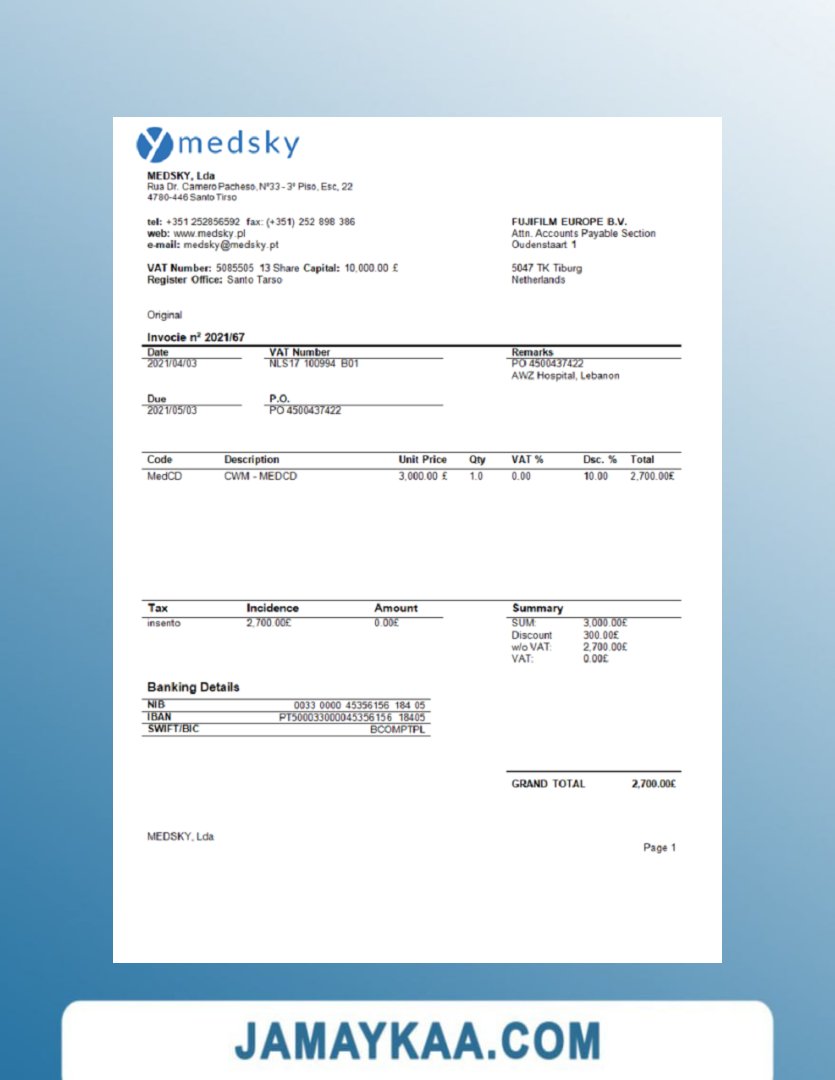 medsky
MEDSKY, Lda
Rua Dr. Camero Pacheso, Nº33 - 3º Piso, Esc, 22
4780-446 Santo Tirso
tel: +351 252856592 fax: (+351) 252 898 386
web: www.medsky.pl
e-mail: medsky@medsky.pt
VAT Number: 5085505 13 Share Capital: 10,000.00 £
Register Office: Santo Tarso
FUJIFILM EUROPE B.V.
Attn. Accounts Payable Section
Oudenstaart 1
5047 TK Tiburg
Netherlands
Original
Invocie nº 2021/67
Date VAT Number Remarks
2021/04/03 NLS17 100994 B01 PO 4500437422
AWZ Hospital, Lebanon
Due P.O.
2021/05/03 PO 4500437422
Code Description Unit Price Qty VAT % Dsc. % Total
MedCD CWM - MEDCD 3,000.00 £ 1.0 0.00 10.00 2,700.00£
Tax Incidence Amount Summary
insento 2,700.00£ 0.00£ SUM: 3,000.00£
Discount 300.00£
w/o VAT: 2,700.00£
VAT: 0.00£
Banking Details
NIB 0033 0000 45356156 184 05
IBAN PT500033000045356156 18405
SWIFT/BIC BCOMPTPL
GRAND TOTAL 2,700.00£
MEDSKY, Lda
Page 1
JAMAYKAA.COM